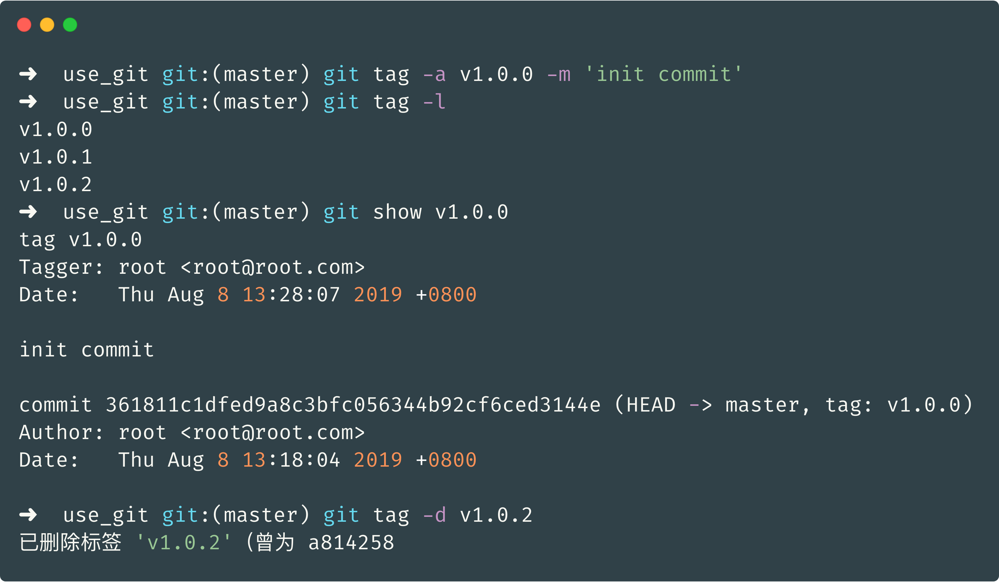 ➜  use_git git:(master) git tag -a v1.0.0 -m 'init commit'
➜  use_git git:(master) git tag -l
v1.0.0
v1.0.1
v1.0.2
➜  use_git git:(master) git show v1.0.0
tag v1.0.0
Tagger: root <root@root.com>
Date:   Thu Aug 8 13:28:07 2019 +0800
init commit
commit 361811c1dfed9a8c3bfc056344b92cf6ced3144e (HEAD -> master, tag: v1.0.0)
Author: root <root@root.com>
Date:   Thu Aug 8 13:18:04 2019 +0800
➜  use_git git:(master) git tag -d v1.0.2
已删除标签 'v1.0.2' (曾为 a814258